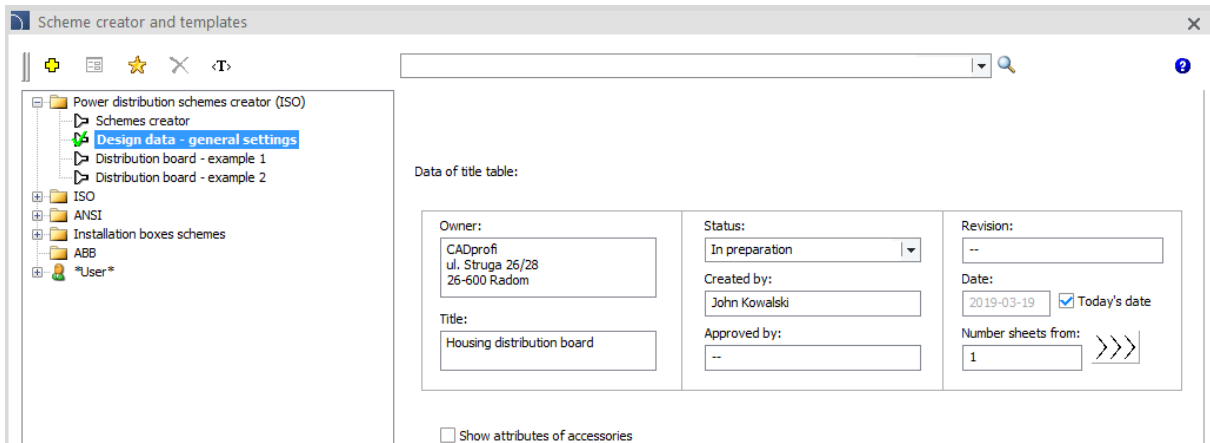 Scheme creator and templates
<T>
Power distribution schemes creator (ISO)
Schemes creator
Design data - general settings
Distribution board - example 1
Distribution board - example 2
ISO
ANSI
Installation boxes schemes
ABB
*User*
Data of title table:
Owner:
CADprofi
ul. Struga 26/28
26-600 Radom
Title:
Housing distribution board
Status:
In preparation
Created by:
John Kowalski
Approved by:
--
Revision:
--
Date:
2019-03-19
Today's date
Number sheets from:
1
Show attributes of accessories